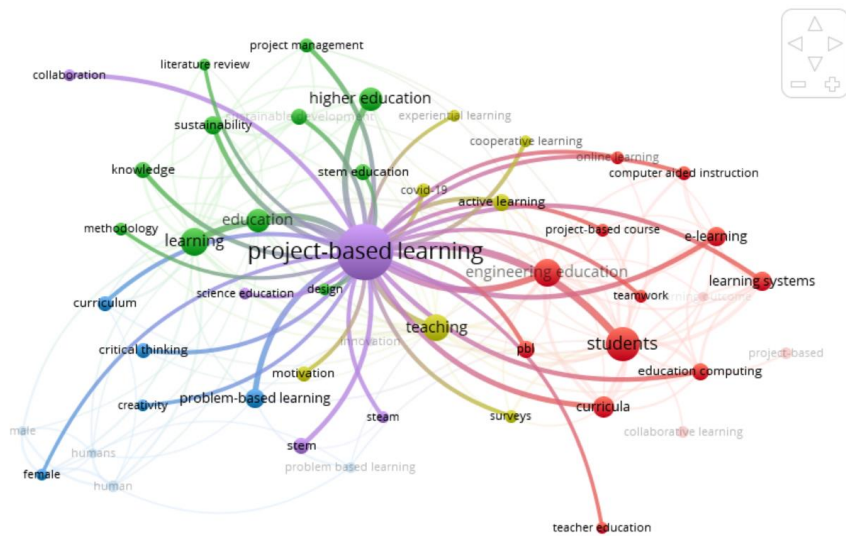 project management
literature review
collaboration
higher education
sustainable development
experiential learning
sustainability
cooperative learning
online learning
knowledge
stem education
computer aided instruction
covid-19
active learning
education
methodology
project-based course
learning
e-learning
project-based learning
engineering education
learning systems
science education
design
teamwork
curriculum
teaching
innovation
students
critical thinking
pbl
project-based
motivation
education computing
problem-based learning
creativity
curricula
steam
surveys
male
collaborative learning
stem
humans
problem based learning
female
human
teacher education